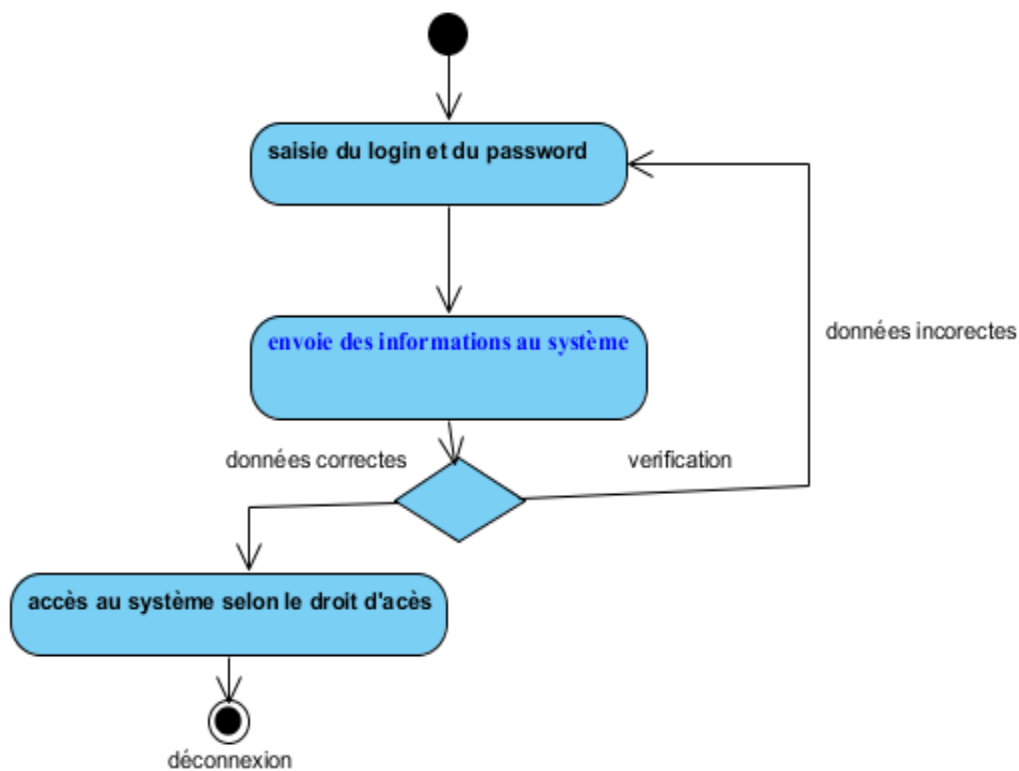 saisie du login et du password
données incorectes
envoie des informations au système
données correctes
verification
accès au système selon le droit d'acès
déconnexion